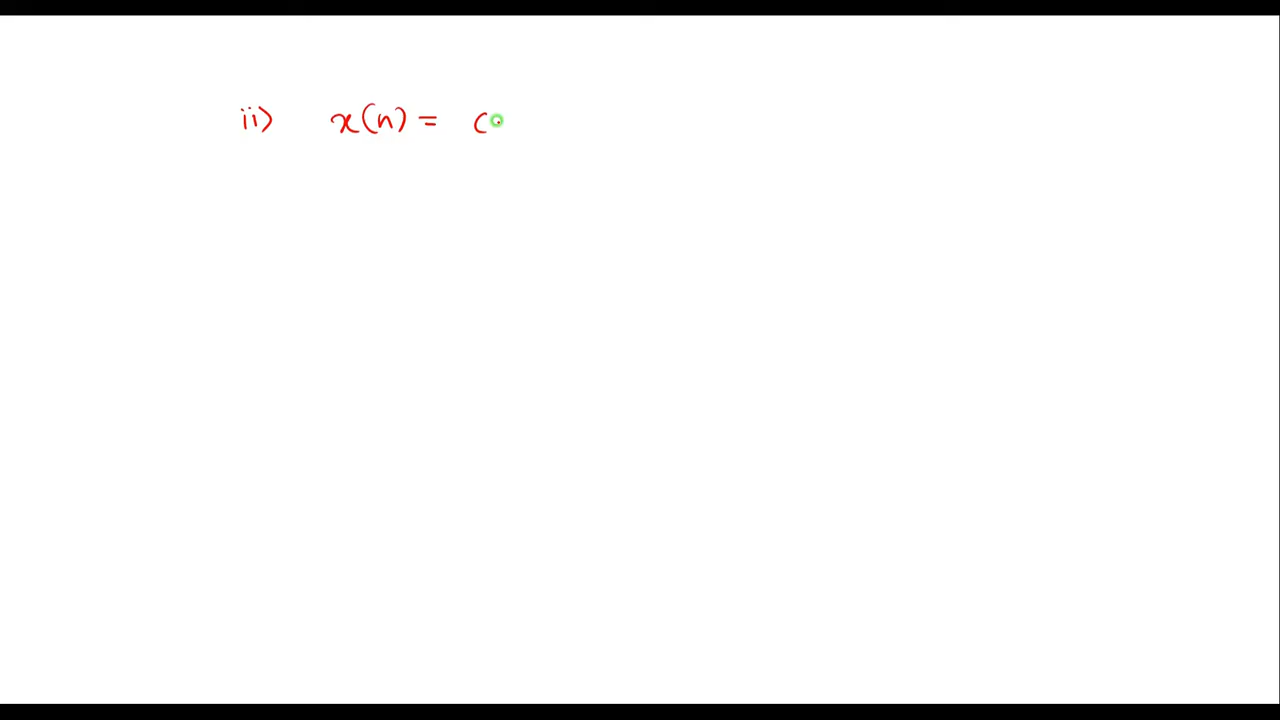 ii) x(n) = c